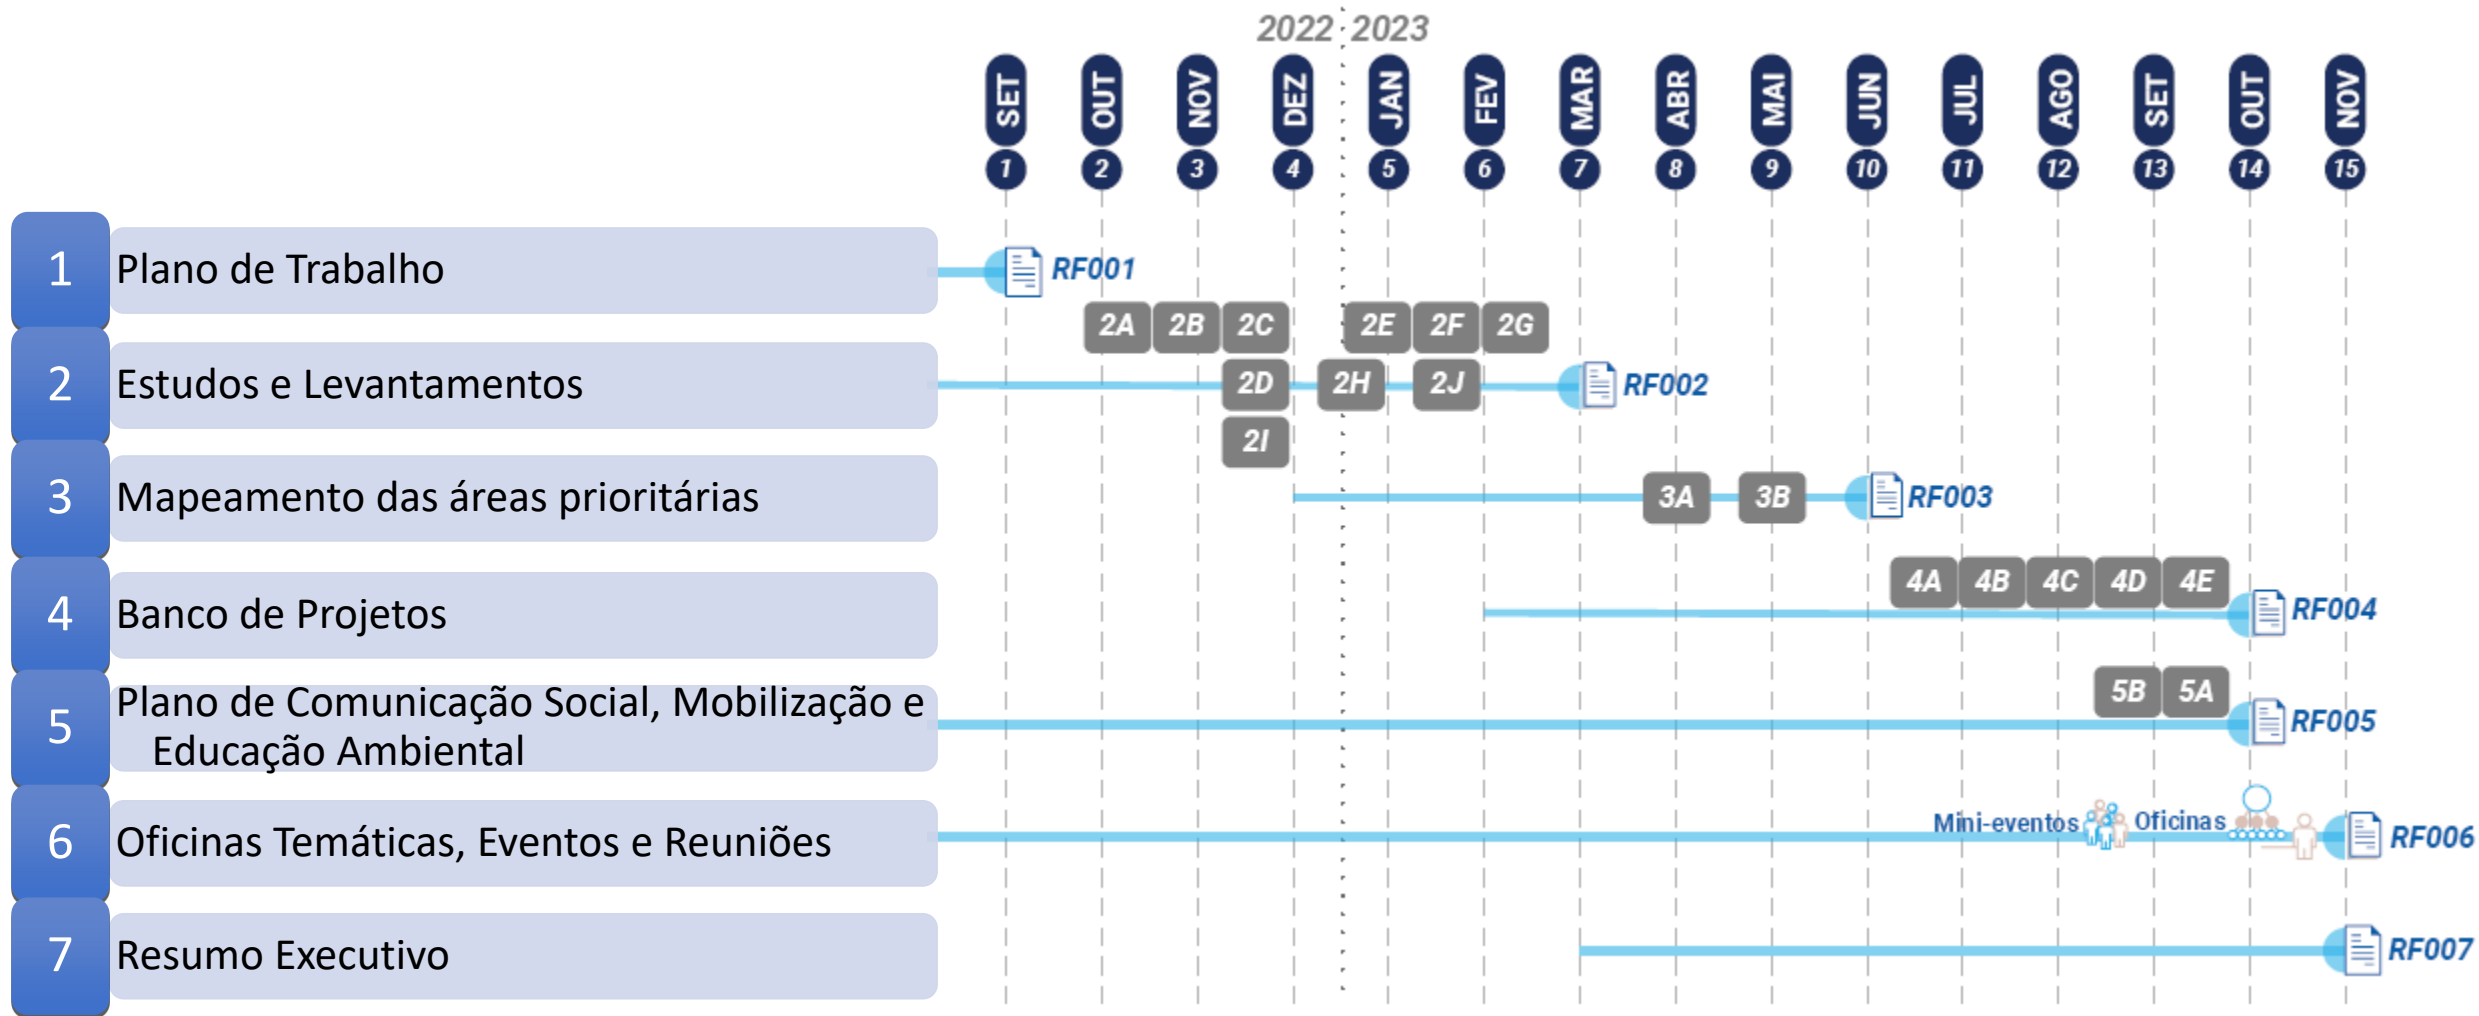 2022 2023
SET OUT NOV DEZ JAN FEV MAR ABR MAI JUN JUL AGO SET OUT NOV
1 2 3 4 5 6 7 8 9 10 11 12 13 14 15
1 Plano de Trabalho RF001
2A 2B 2C 2E 2F 2G
2 Estudos e Levantamentos 2D 2H 2J RF002
2I
3 Mapeamento das áreas prioritárias 3A 3B RF003
4A 4B 4C 4D 4E
4 Banco de Projetos RF004
5B 5A
5 Plano de Comunicação Social, Mobilização e
Educação Ambiental RF005
Mini-eventos Oficinas
6 Oficinas Temáticas, Eventos e Reuniões RF006
7 Resumo Executivo RF007